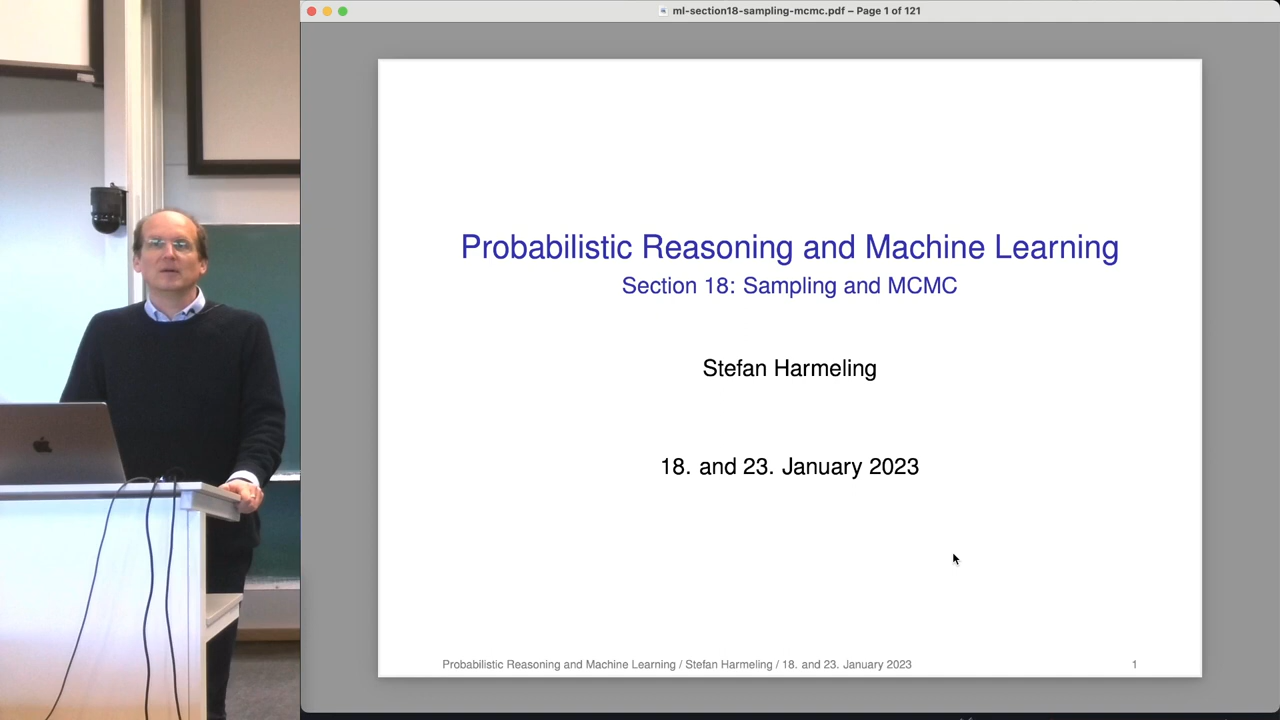 ml-section18-sampling-mcmc.pdf – Page 1 of 121
Probabilistic Reasoning and Machine Learning
Section 18: Sampling and MCMC
Stefan Harmeling
18. and 23. January 2023
Probabilistic Reasoning and Machine Learning / Stefan Harmeling / 18. and 23. January 2023
1